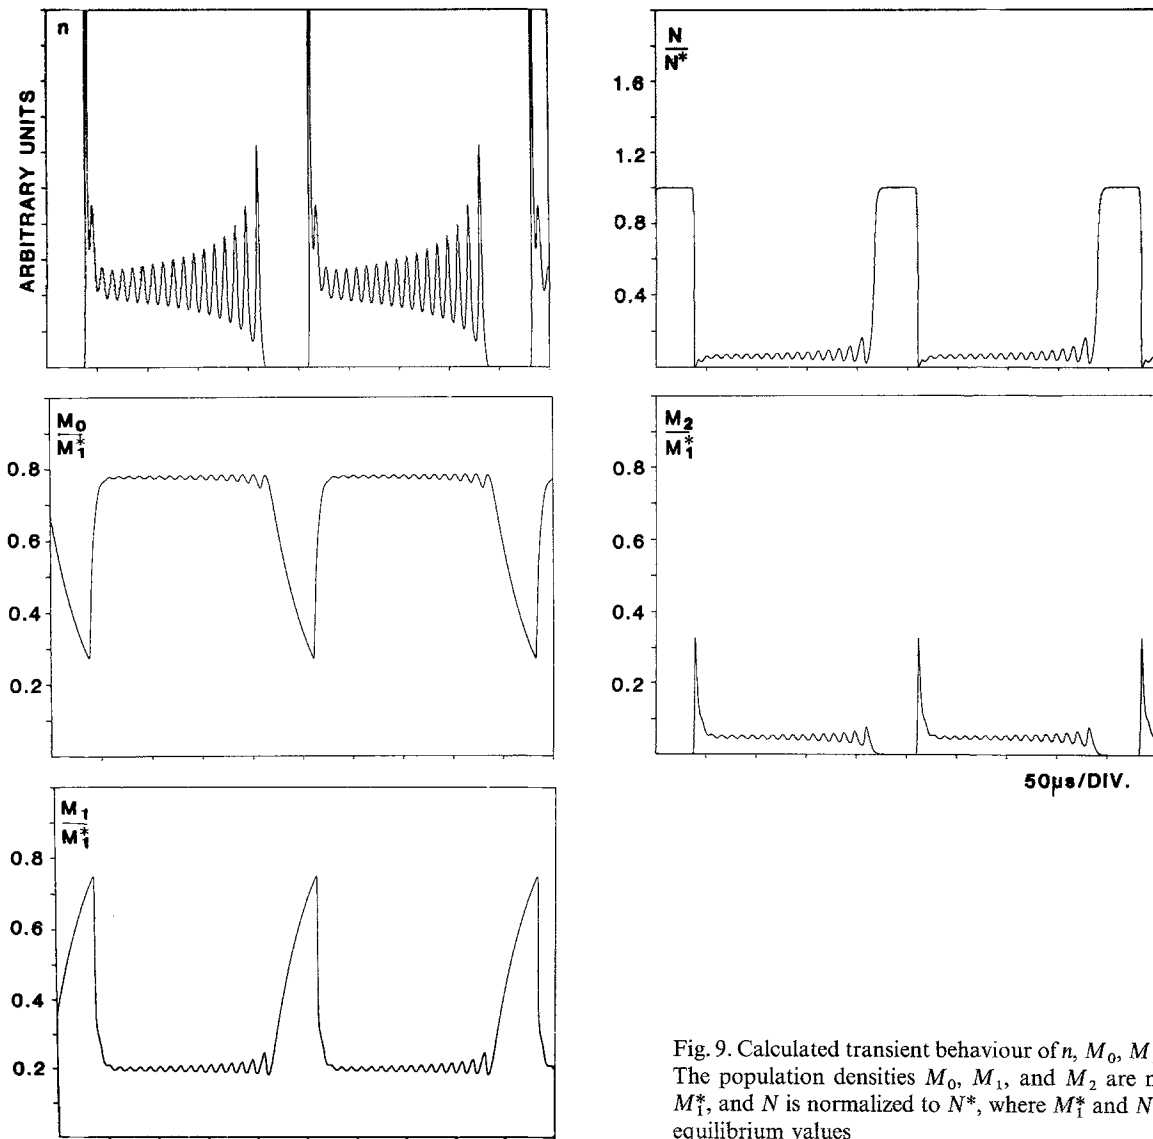 n
ARBITRARY UNITS
N
N*
1.6
1.2
0.8
0.4
M₀
M₁*
0.8
0.6
0.4
0.2
M₂
M₁*
0.8
0.6
0.4
0.2
50µs/DIV.
M₁
M₁*
0.8
0.6
0.4
0.2
Fig. 9. Calculated transient behaviour of n, M₀, M
The population densities M₀, M₁, and M₂ are
M₁*, and N is normalized to N*, where M₁* and N
equilibrium values